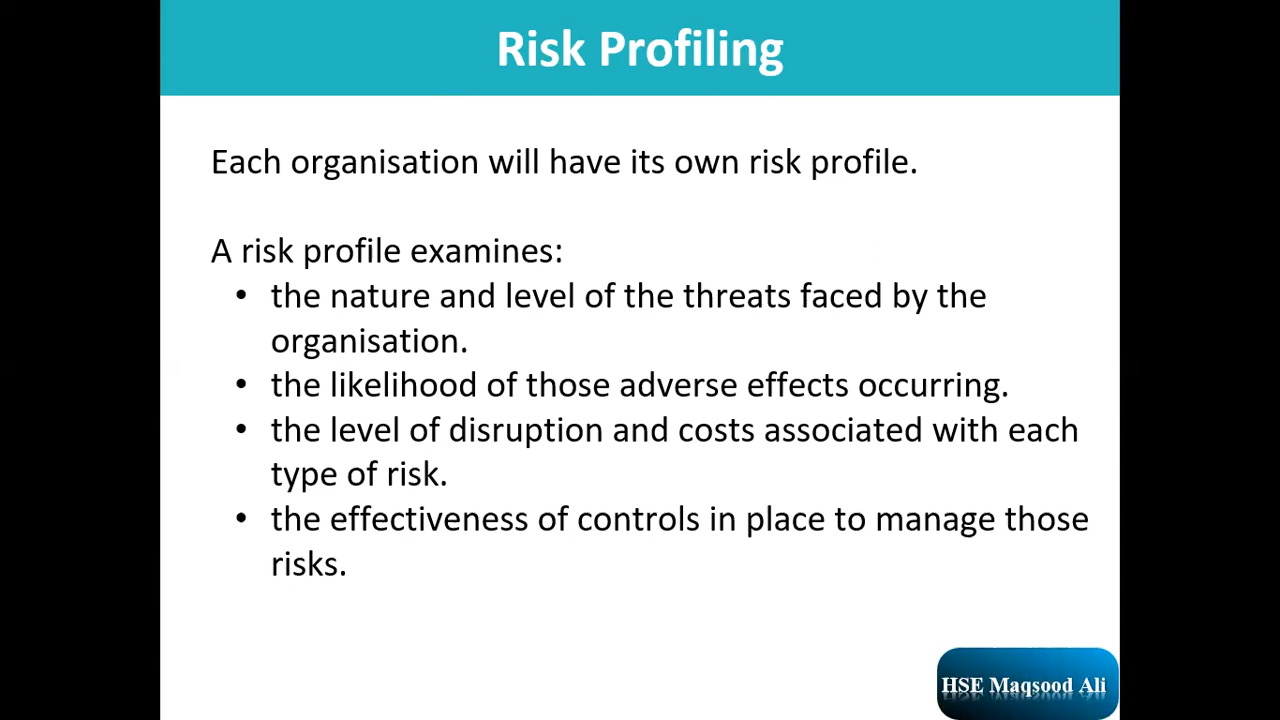 Risk Profiling
Each organisation will have its own risk profile.
A risk profile examines:
• the nature and level of the threats faced by the
organisation.
• the likelihood of those adverse effects occurring.
• the level of disruption and costs associated with each
type of risk.
• the effectiveness of controls in place to manage those
risks.
HSE Maqsood Ali